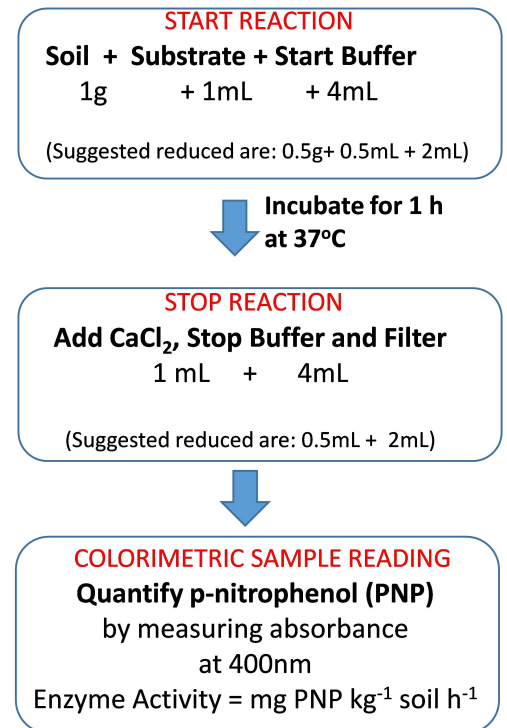 START REACTION
Soil + Substrate + Start Buffer
1g + 1mL + 4mL
(Suggested reduced are: 0.5g+ 0.5mL + 2mL)
Incubate for 1 h
at 37ºC
STOP REACTION
Add CaCl₂, Stop Buffer and Filter
1 mL + 4mL
(Suggested reduced are: 0.5mL + 2mL)
COLORIMETRIC SAMPLE READING
Quantify p-nitrophenol (PNP)
by measuring absorbance
at 400nm
Enzyme Activity = mg PNP kg⁻¹ soil h⁻¹